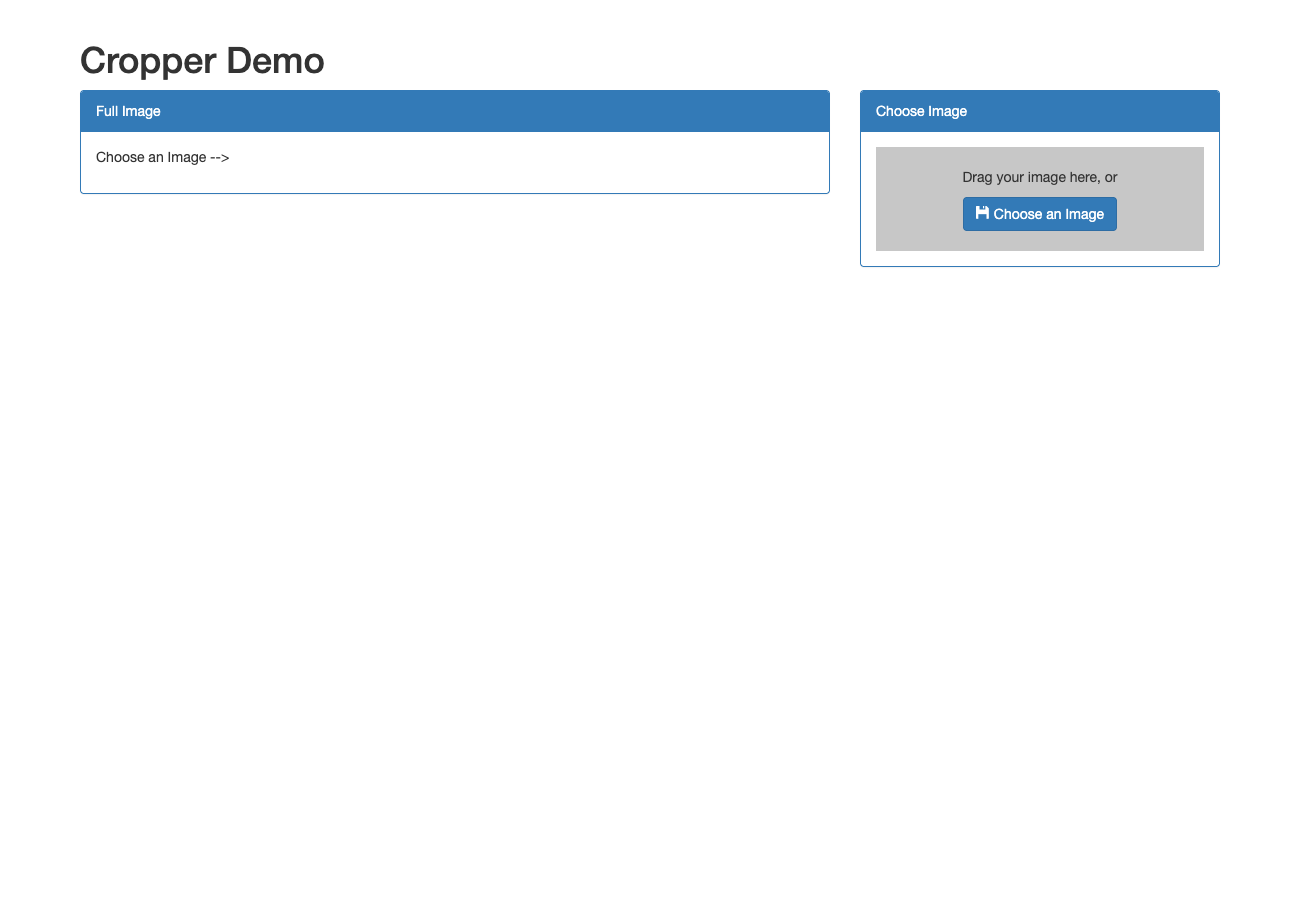 Cropper Demo
Full Image
Choose an Image -->
Choose Image
Drag your image here, or
Choose an Image